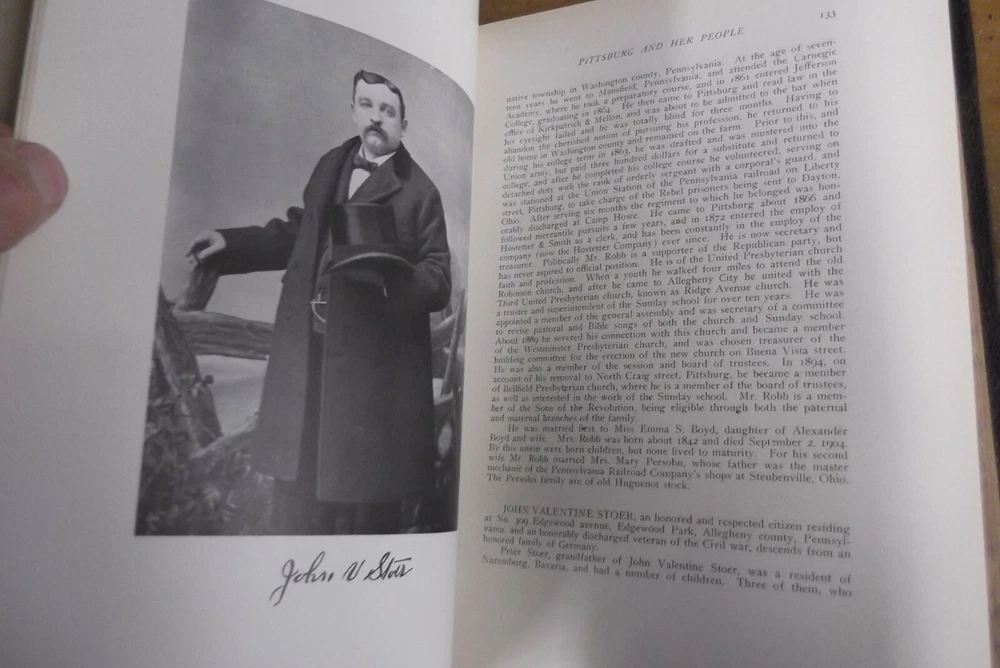 John V Stoer
133
PITTSBURG AND HER PEOPLE
native township in Washington county, Pennsylvania. At the age of seven-
teen years he went to Mansfield, Pennsylvania, and attended the Carnegie
Academy, where he took a preparatory course, and in 1861 entered Jefferson
College, graduating in 1864. He then came to Pittsburg and read law in the
office of Kirkpatrick & Mellon, and was about to be admitted to the bar when
his eyesight failed and he was totally blind for three months. Having to
abandon the cherished notion of pursuing his profession, he returned to his
old home in Washington county and remained on the farm. Prior to this, and
during his college term in 1863, he was drafted and was mustered into the
Union army, but paid three hundred dollars for a substitute and returned to
college, and after he completed his college course he volunteered, serving on
detached duty with the rank of orderly sergeant with a corporal's guard, and
was stationed at the Union Station of the Pennsylvania railroad on Liberty
street, Pittsburg, to take charge of the Rebel prisoners being sent to Dayton,
Ohio. After serving six months the regiment to which he belonged was hon-
orably discharged at Camp Howe. He came to Pittsburg about 1866 and
followed mercantile pursuits a few years, and in 1872 entered the employ of
Hostetter & Smith as a clerk, and has been constantly in the employ of the
company (now the Hostetter Company) ever since. He is now secretary and
treasurer. Politically Mr. Robb is a supporter of the Republican party, but
has never aspired to official position. He is of the United Presbyterian church
faith and profession. When a youth he walked four miles to attend the old
Robinson church, and after he came to Allegheny City he united with the
Third United Presbyterian church, known as Ridge Avenue church. He was
a trustee and superintendent of the Sunday school for over ten years. He was
appointed a member of the general assembly and was secretary of a committee
to revise pastoral and Bible songs of both the church and Sunday school.
About 1889 he severed his connection with this church and became a member
of the Westminster Presbyterian church, and was chosen treasurer of the
building committee for the erection of the new church on Buena Vista street.
He was also a member of the session and board of trustees. In 1894, on
account of his removal to North Craig street, Pittsburg, he became a member
of Bellfield Presbyterian church, where he is a member of the board of trustees,
as well as interested in the work of the Sunday school. Mr. Robb is a mem-
ber of the Sons of the Revolution, being eligible through both the paternal
and maternal branches of the family.
He was married first to Miss Emma S. Boyd, daughter of Alexander
Boyd and wife. Mrs. Robb was born about 1842 and died September 2, 1904.
By this union were born children, but none lived to maturity. For his second
wife Mr. Robb married Mrs. Mary Persohn, whose father was the master
mechanic of the Pennsylvania Railroad Company's shops at Steubenville, Ohio.
The Persohn family are of old Huguenot stock.
JOHN VALENTINE STOER, an honored and respected citizen residing
at No. 309 Edgewood avenue, Edgewood Park, Allegheny county, Pennsyl-
vania, and an honorably discharged veteran of the Civil war, descends from an
honored family of Germany.
Peter Stoer, grandfather of John Valentine Stoer, was a resident of
Nuremburg, Bavaria, and had a number of children. Three of them, who